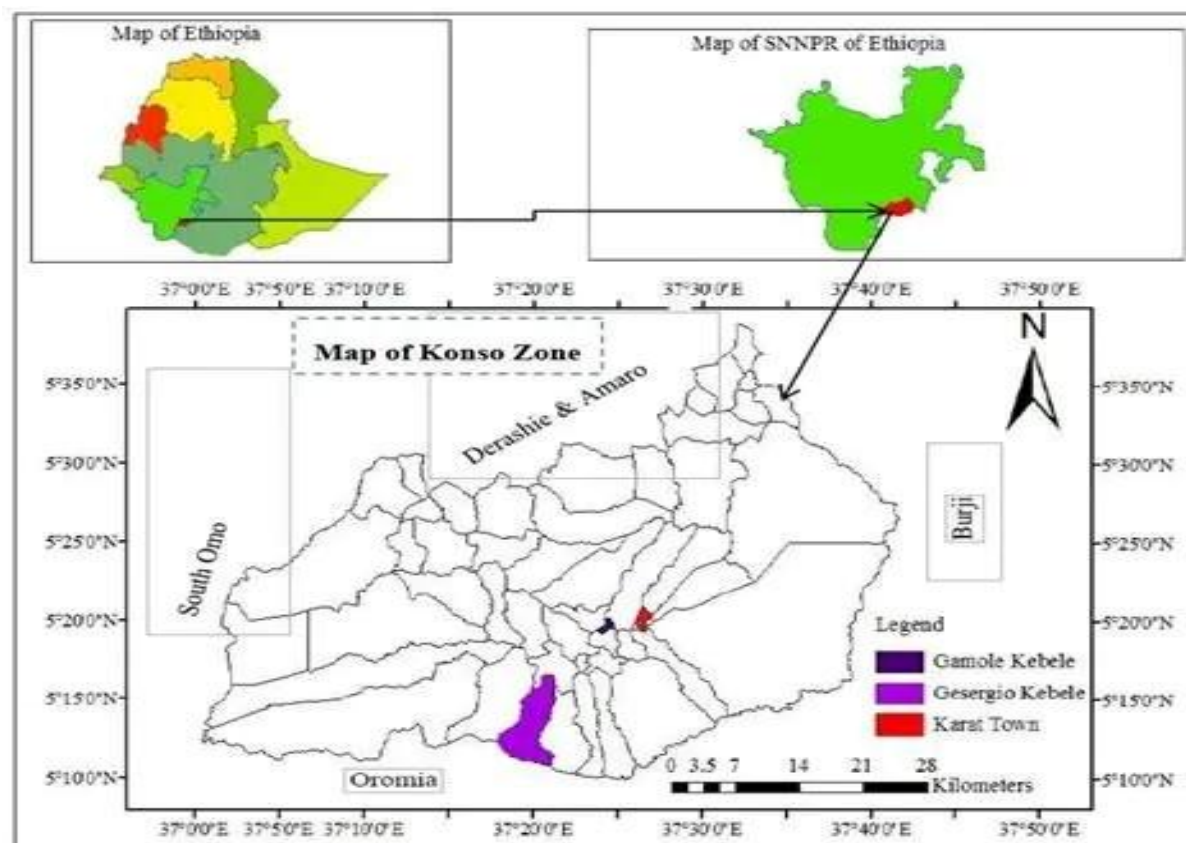 Map of Ethiopia
Map of SNNPR of Ethiopia
37°0'0"E 37°5'0"E 37°10'0"E 37°20'0"E 37°30'0"E 37°40'0"E 37°50'0"E
N
Map of Konso Zone
Derashie & Amaro
5°35'0"N 5°35'0"N
5°30'0"N 5°30'0"N
Burji
5°25'0"N 5°25'0"N
South Omo
5°20'0"N 5°20'0"N
Legend
Gamole Kebele
Gesergio Kebele
5°15'0"N 5°15'0"N
Karat Town
0 3.5 7 14 21 28
Kilometers
5°10'0"N 5°10'0"N
Oromia
37°0'0"E 37°5'0"E 37°10'0"E 37°20'0"E 37°30'0"E 37°40'0"E 37°50'0"E